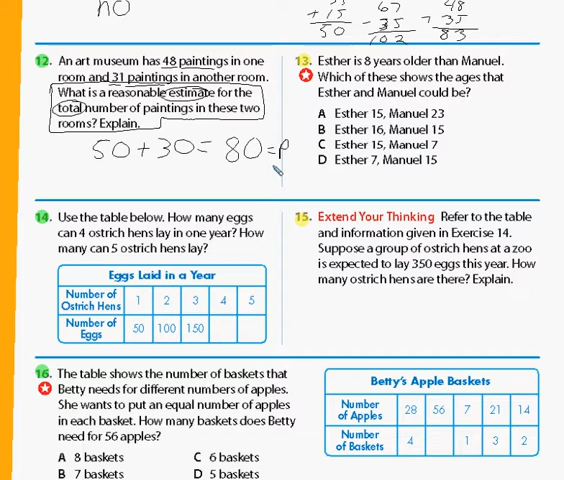 no
+ 15
50
67
- 35
102
48
+ 35
83
12. An art museum has 48 paintings in one
room and 31 paintings in another room.
What is a reasonable estimate for the
total number of paintings in these two
rooms? Explain.
50 + 30 = 80 = p
13. Esther is 8 years older than Manuel.
Which of these shows the ages that
Esther and Manuel could be?
A Esther 15, Manuel 23
B Esther 16, Manuel 15
C Esther 15, Manuel 7
D Esther 7, Manuel 15
14. Use the table below. How many eggs
can 4 ostrich hens lay in one year? How
many can 5 ostrich hens lay?
Eggs Laid in a Year
Number of Ostrich Hens 1 2 3 4 5
Number of Eggs 50 100 150
15. Extend Your Thinking Refer to the table
and information given in Exercise 14.
Suppose a group of ostrich hens at a zoo
is expected to lay 350 eggs this year. How
many ostrich hens are there? Explain.
16. The table shows the number of baskets that
Betty needs for different numbers of apples.
She wants to put an equal number of apples
in each basket. How many baskets does Betty
need for 56 apples?
A 8 baskets C 6 baskets
B 7 baskets D 5 baskets
Betty's Apple Baskets
Number of Apples 28 56 7 21 14
Number of Baskets 4 1 3 2